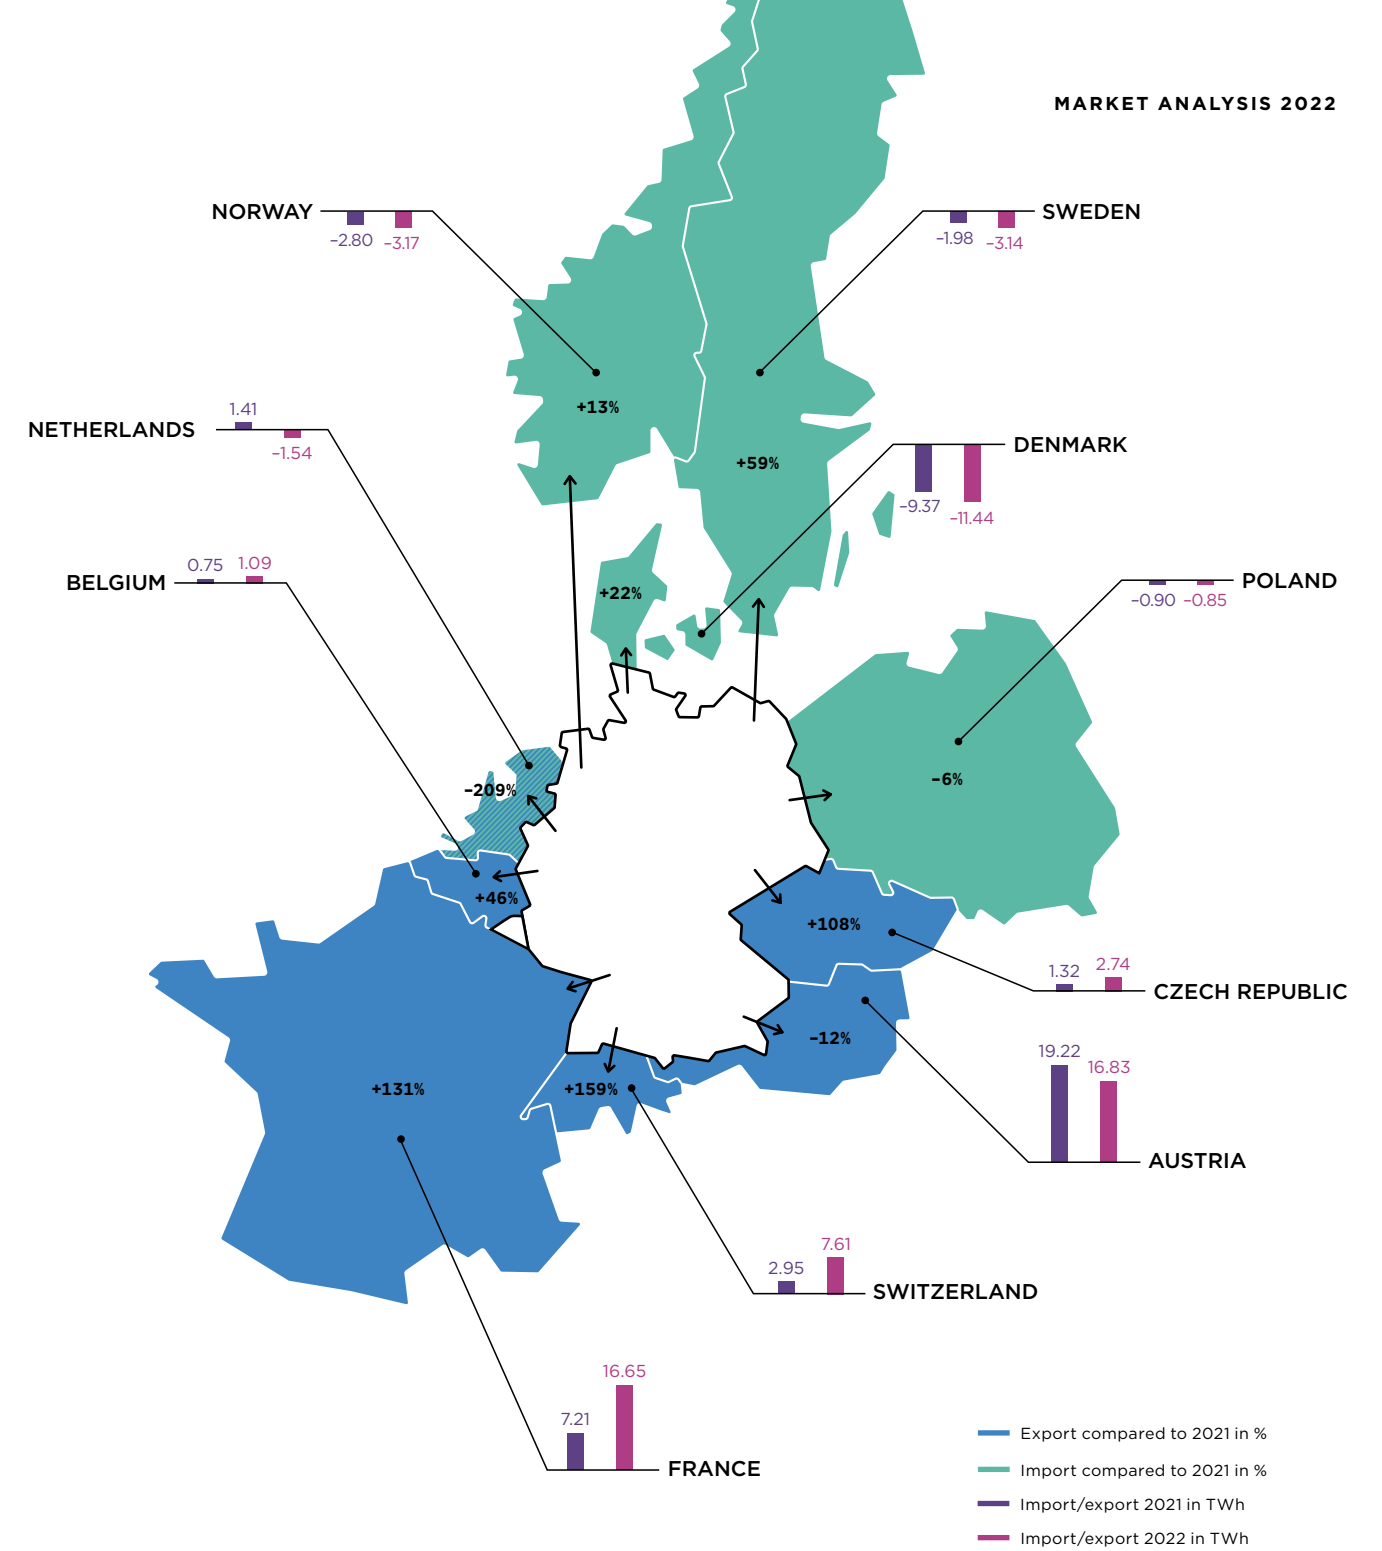 MARKET ANALYSIS 2022
NORWAY
−2.80
−3.17
SWEDEN
−1.98
−3.14
+13%
NETHERLANDS
1.41
−1.54
+59%
DENMARK
−9.37
−11.44
BELGIUM
0.75
1.09
+22%
POLAND
−0.90
−0.85
−209%
−6%
+46%
+108%
CZECH REPUBLIC
1.32
2.74
−12%
+131%
+159%
19.22
16.83
AUSTRIA
2.95
7.61
SWITZERLAND
7.21
16.65
FRANCE
Export compared to 2021 in %
Import compared to 2021 in %
Import/export 2021 in TWh
Import/export 2022 in TWh